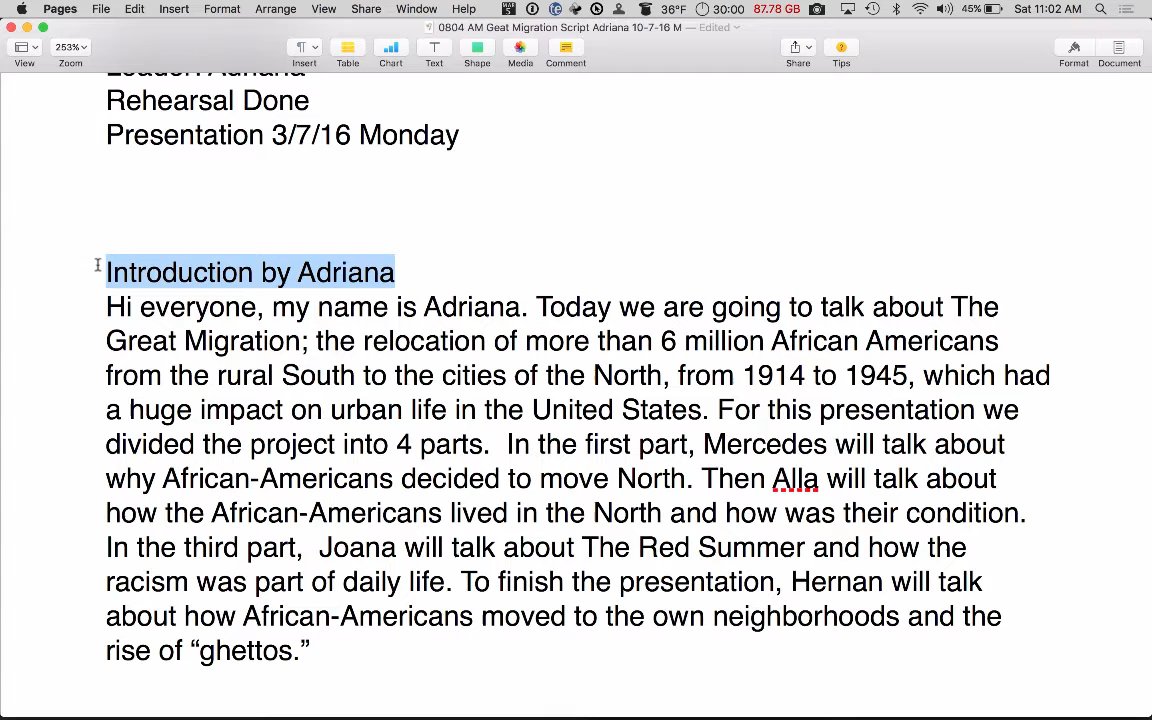 Pages File Edit Insert Format Arrange View Share Window Help 36°F 30:00 87.78 GB 45% Sat 11:02 AM
0804 AM Geat Migration Script Adriana 10-7-16 M — Edited
253%
View Zoom Insert Table Chart Text Shape Media Comment Share Tips Format Document
Leader: Adriana
Rehearsal Done
Presentation 3/7/16 Monday
Introduction by Adriana
Hi everyone, my name is Adriana. Today we are going to talk about The
Great Migration; the relocation of more than 6 million African Americans
from the rural South to the cities of the North, from 1914 to 1945, which had
a huge impact on urban life in the United States. For this presentation we
divided the project into 4 parts.  In the first part, Mercedes will talk about
why African-Americans decided to move North. Then Alla will talk about
how the African-Americans lived in the North and how was their condition.
In the third part,  Joana will talk about The Red Summer and how the
racism was part of daily life. To finish the presentation, Hernan will talk
about how African-Americans moved to the own neighborhoods and the
rise of “ghettos.”